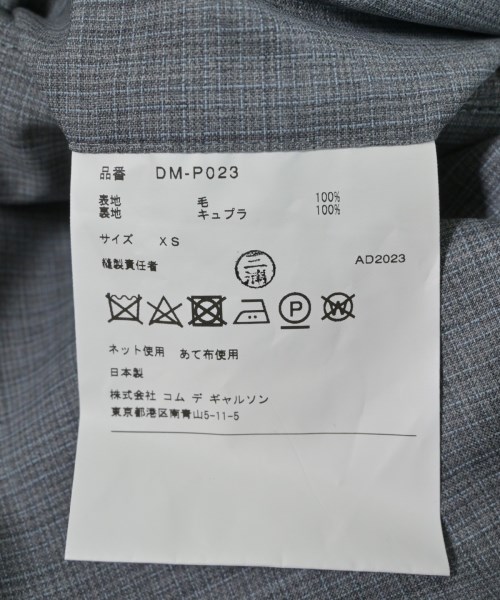 品番 DM-P023
表地 毛 100%
裏地 キュプラ 100%
サイズ XS
縫製責任者 三浦 AD2023
P W
ネット使用 あて布使用
日本製
株式会社 コム デ ギャルソン
東京都港区南青山5-11-5